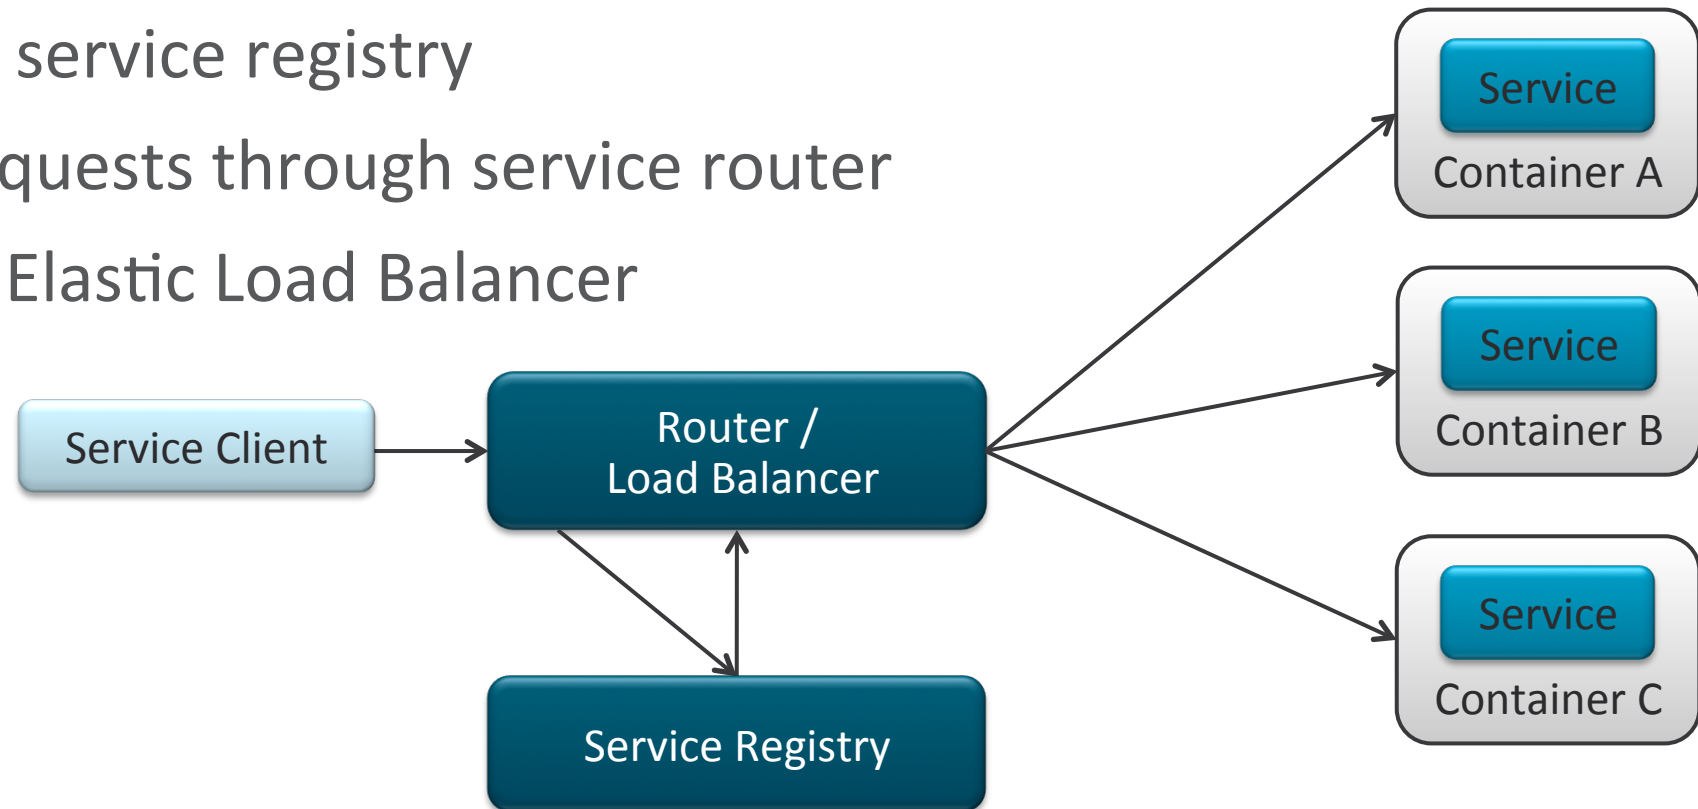 service registry
quests through service router
Elastic Load Balancer
Service
Container A
Service
Container B
Service Client
Router /
Load Balancer
Service
Container C
Service Registry